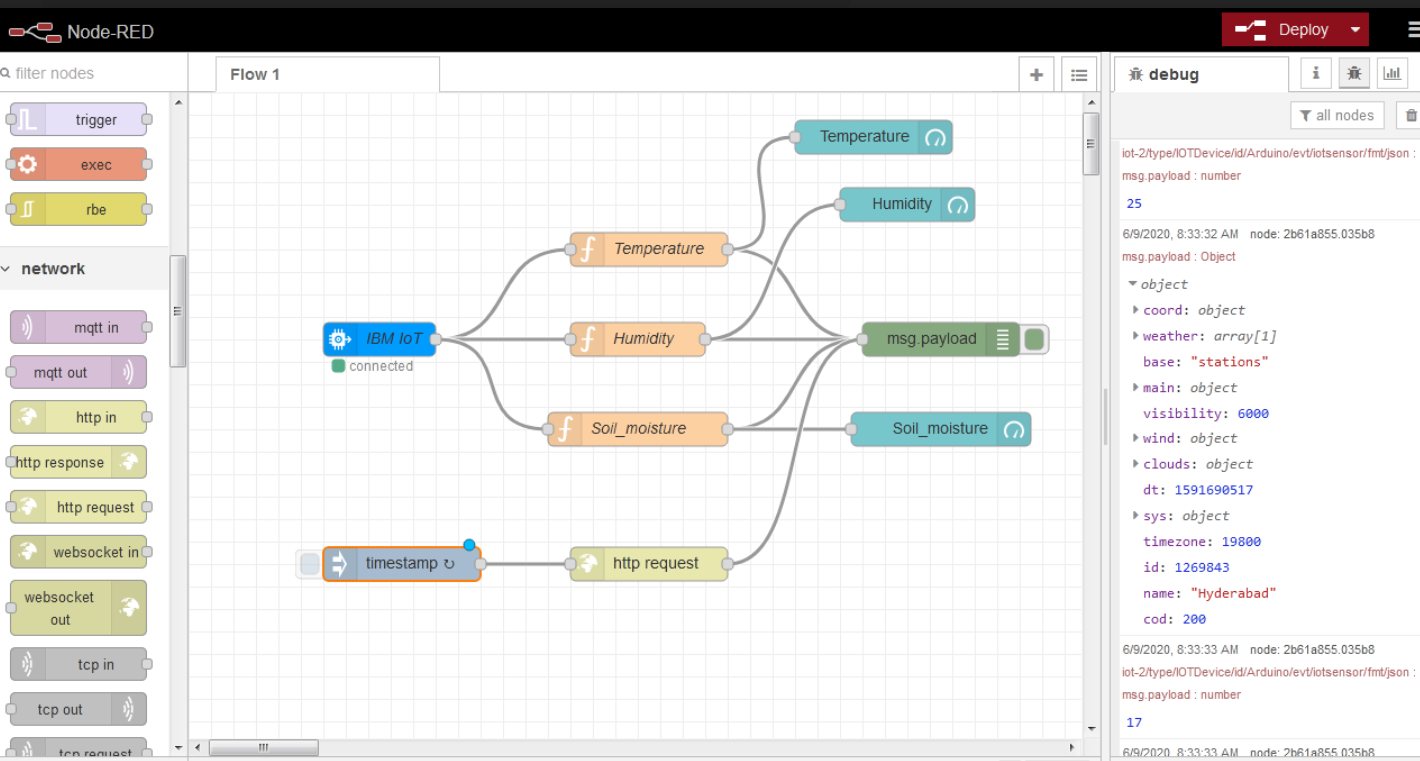 Node-RED
Deploy
filter nodes
Flow 1
debug
all nodes
trigger
exec
rbe
network
mqtt in
mqtt out
http in
http response
http request
websocket in
websocket
out
tcp in
tcp out
tcp request
Temperature
Humidity
Temperature
IBM IoT
connected
Humidity
msg.payload
Soil_moisture
Soil_moisture
timestamp ↻
http request
iot-2/type/IOTDevice/id/Arduino/evt/iotsensor/fmt/json :
msg.payload : number
25
6/9/2020, 8:33:32 AM node: 2b61a855.035b8
msg.payload : Object
object
coord: object
weather: array[1]
base: "stations"
main: object
visibility: 6000
wind: object
clouds: object
dt: 1591690517
sys: object
timezone: 19800
id: 1269843
name: "Hyderabad"
cod: 200
6/9/2020, 8:33:33 AM node: 2b61a855.035b8
iot-2/type/IOTDevice/id/Arduino/evt/iotsensor/fmt/json :
msg.payload : number
17
6/9/2020, 8:33:33 AM node: 2b61a855.035b8